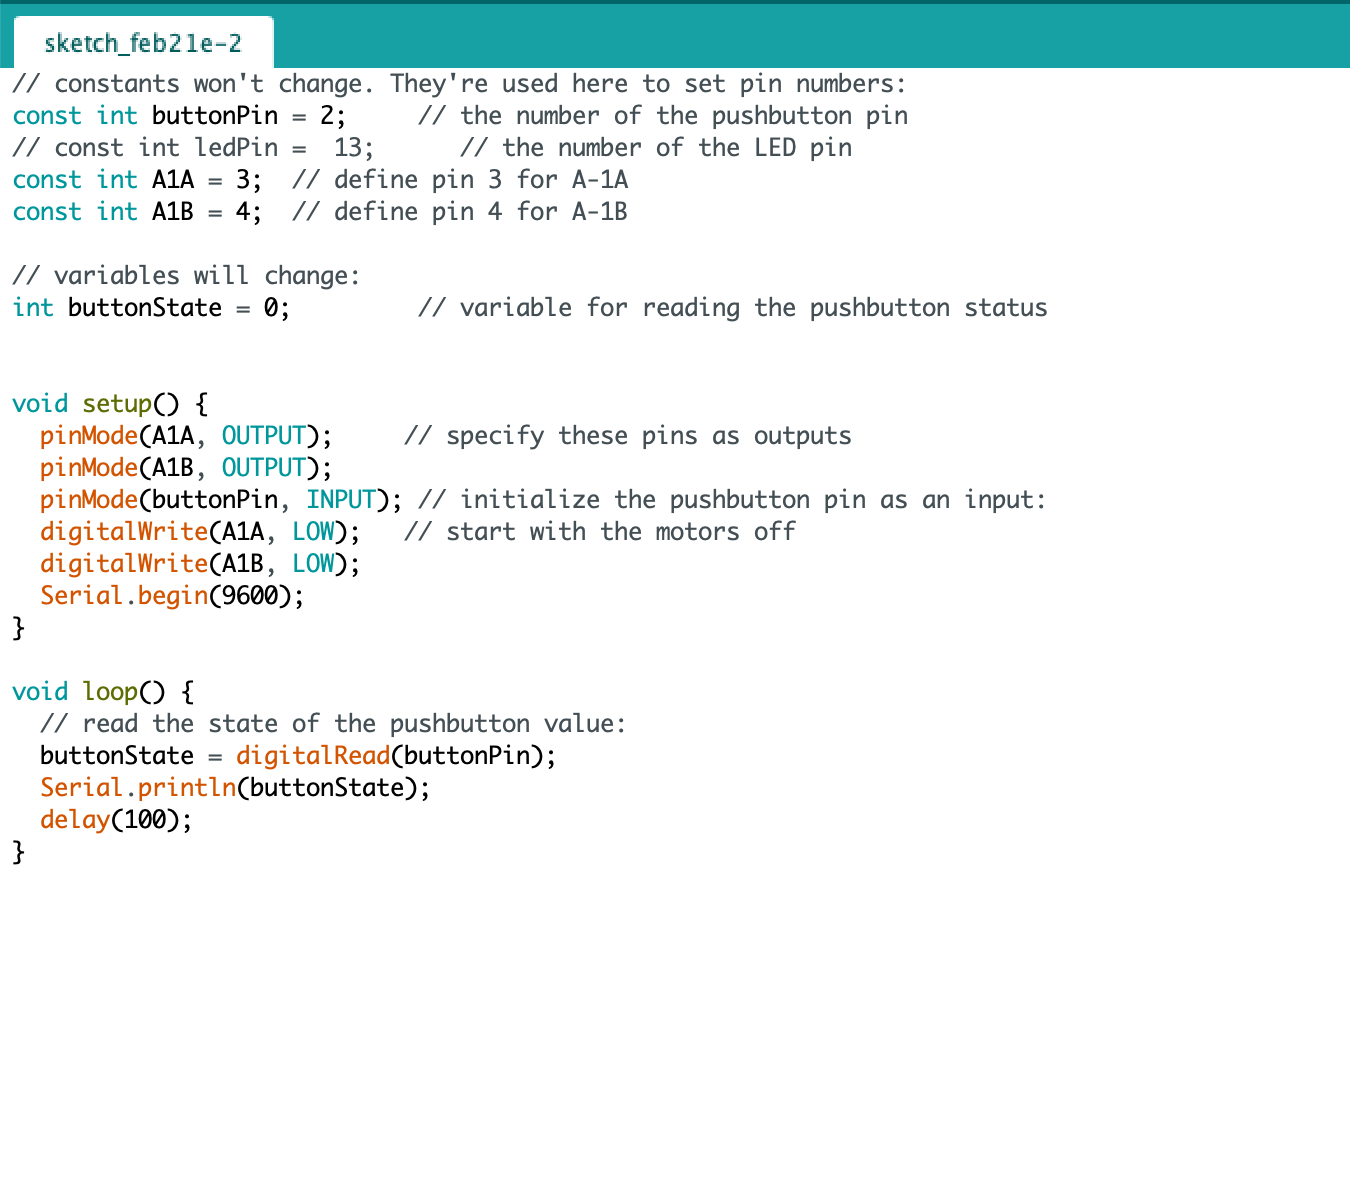 sketch_feb21e-2
// constants won't change. They're used here to set pin numbers:
const int buttonPin = 2;     // the number of the pushbutton pin
// const int ledPin =  13;      // the number of the LED pin
const int A1A = 3;  // define pin 3 for A-1A
const int A1B = 4;  // define pin 4 for A-1B
// variables will change:
int buttonState = 0;         // variable for reading the pushbutton status
void setup() {
  pinMode(A1A, OUTPUT);     // specify these pins as outputs
  pinMode(A1B, OUTPUT);
  pinMode(buttonPin, INPUT); // initialize the pushbutton pin as an input:
  digitalWrite(A1A, LOW);   // start with the motors off
  digitalWrite(A1B, LOW);
  Serial.begin(9600);
}
void loop() {
  // read the state of the pushbutton value:
  buttonState = digitalRead(buttonPin);
  Serial.println(buttonState);
  delay(100);
}